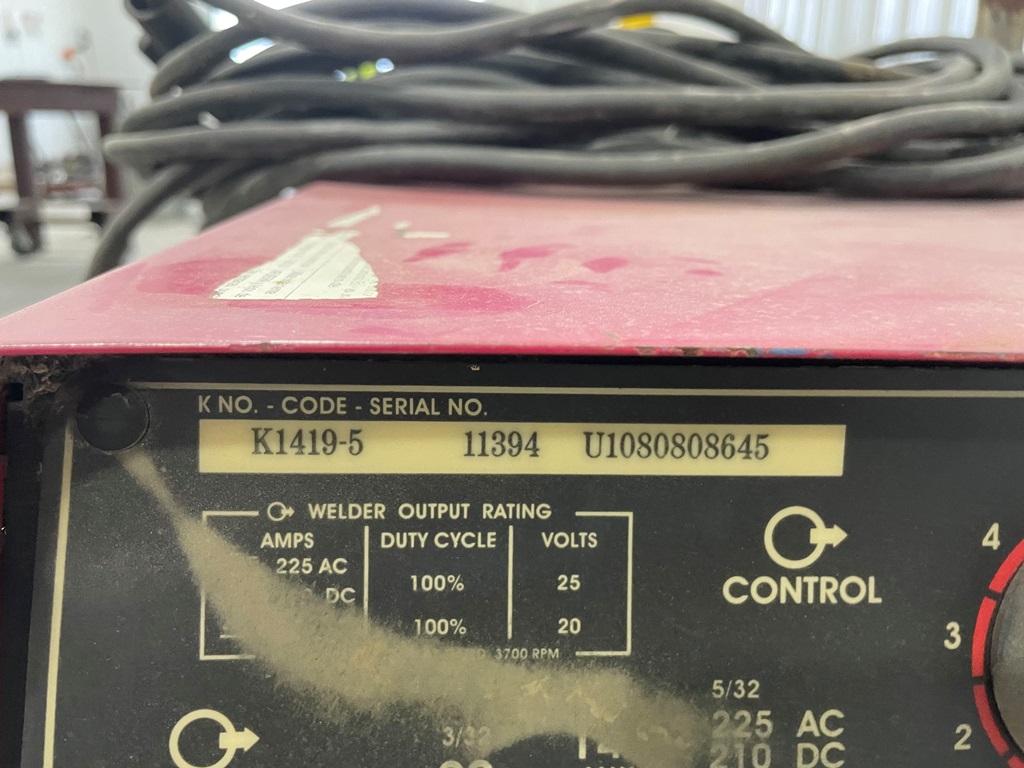 K NO. - CODE - SERIAL NO.
K1419-5 11394 U1080808645
WELDER OUTPUT RATING
AMPS DUTY CYCLE VOLTS
225 AC
100% 25
DC
100% 20
3700 RPM
CONTROL
4
3
2
5/32
225 AC
210 DC
3/32